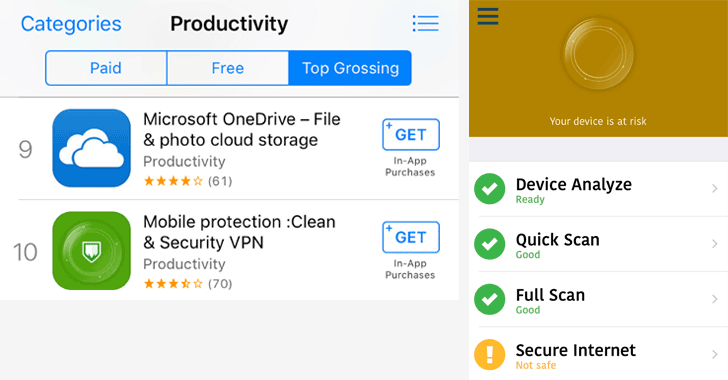 Categories
Productivity
Paid
Free
Top Grossing
9
Microsoft OneDrive – File
& photo cloud storage
Productivity
(61)
+GET
In-App
Purchases
10
Mobile protection :Clean
& Security VPN
Productivity
(70)
+GET
In-App
Purchases
Your device is at risk
Device Analyze
Ready
Quick Scan
Good
Full Scan
Good
Secure Internet
Not safe